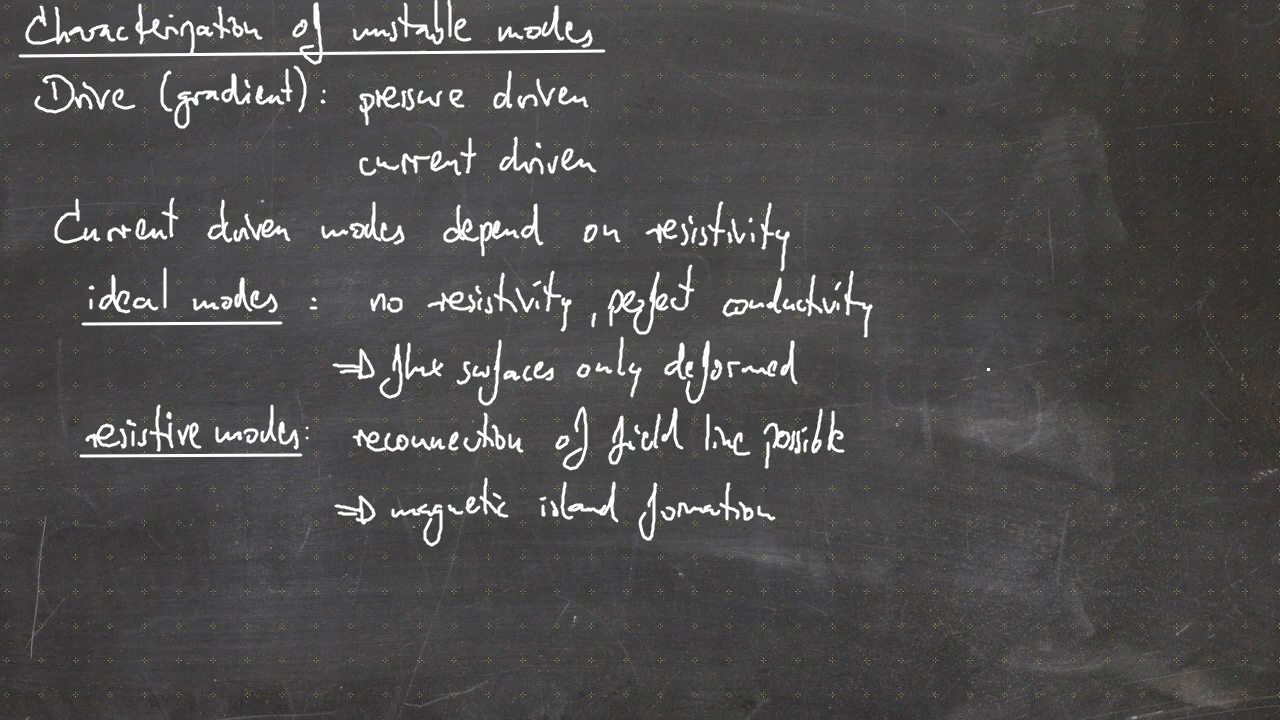 Characterization of unstable modes
Drive (gradient): pressure driven
current driven
Current driven modes depend on resistivity
ideal modes : no resistivity, perfect conductivity
⇒ flux surfaces only deformed
resistive modes: reconnection of field line possible
⇒ magnetic island formation